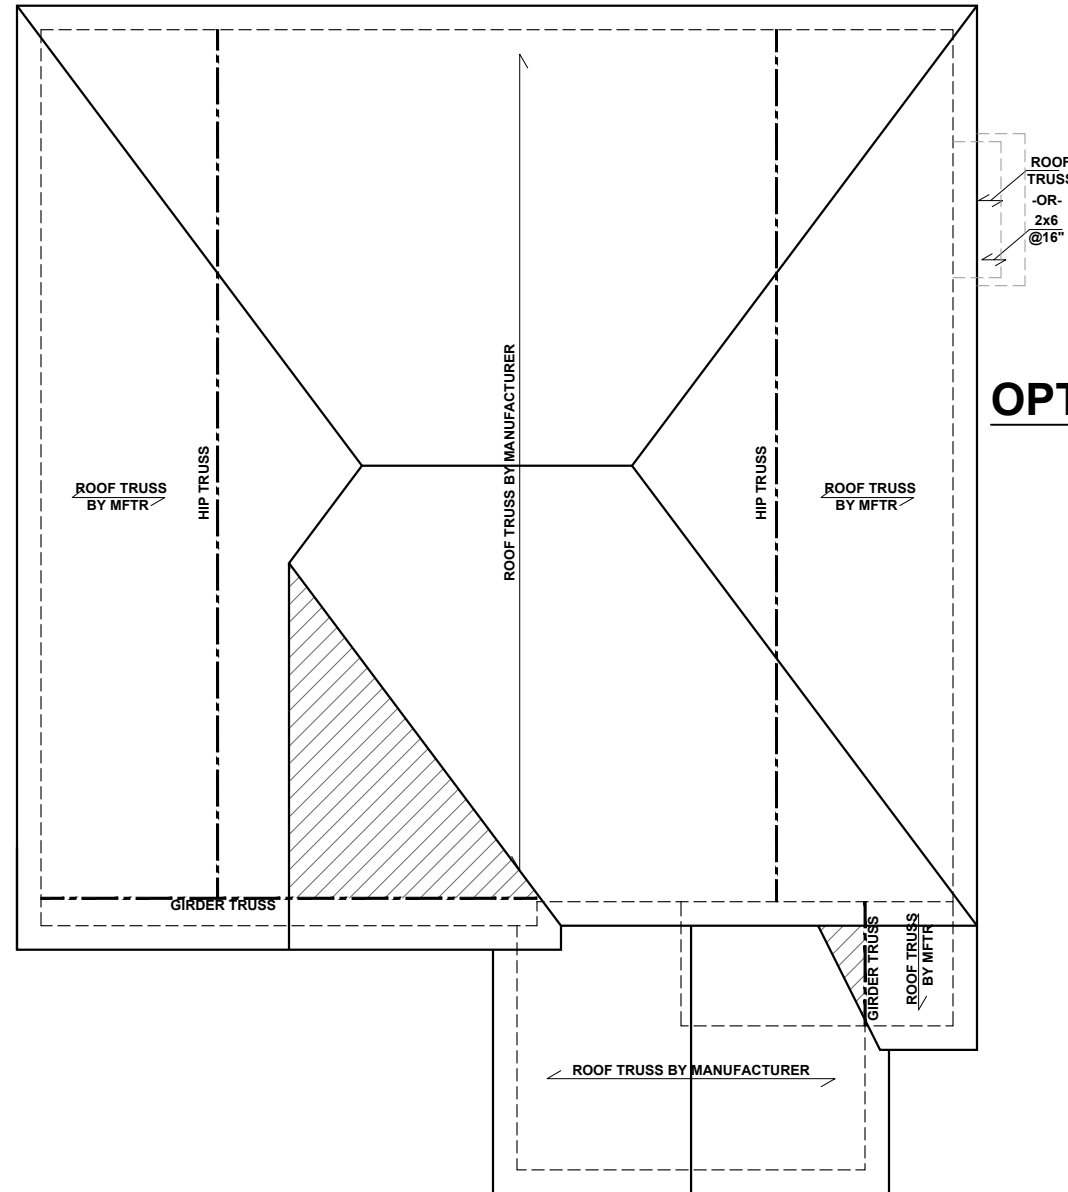 ROOF
TRUSS
-OR-
2x6
@16"
OPT
ROOF TRUSS BY MANUFACTURER
HIP TRUSS
HIP TRUSS
ROOF TRUSS
BY MFTR
ROOF TRUSS
BY MFTR
GIRDER TRUSS
GIRDER TRUSS
ROOF TRUSS
BY MFTR
ROOF TRUSS BY MANUFACTURER